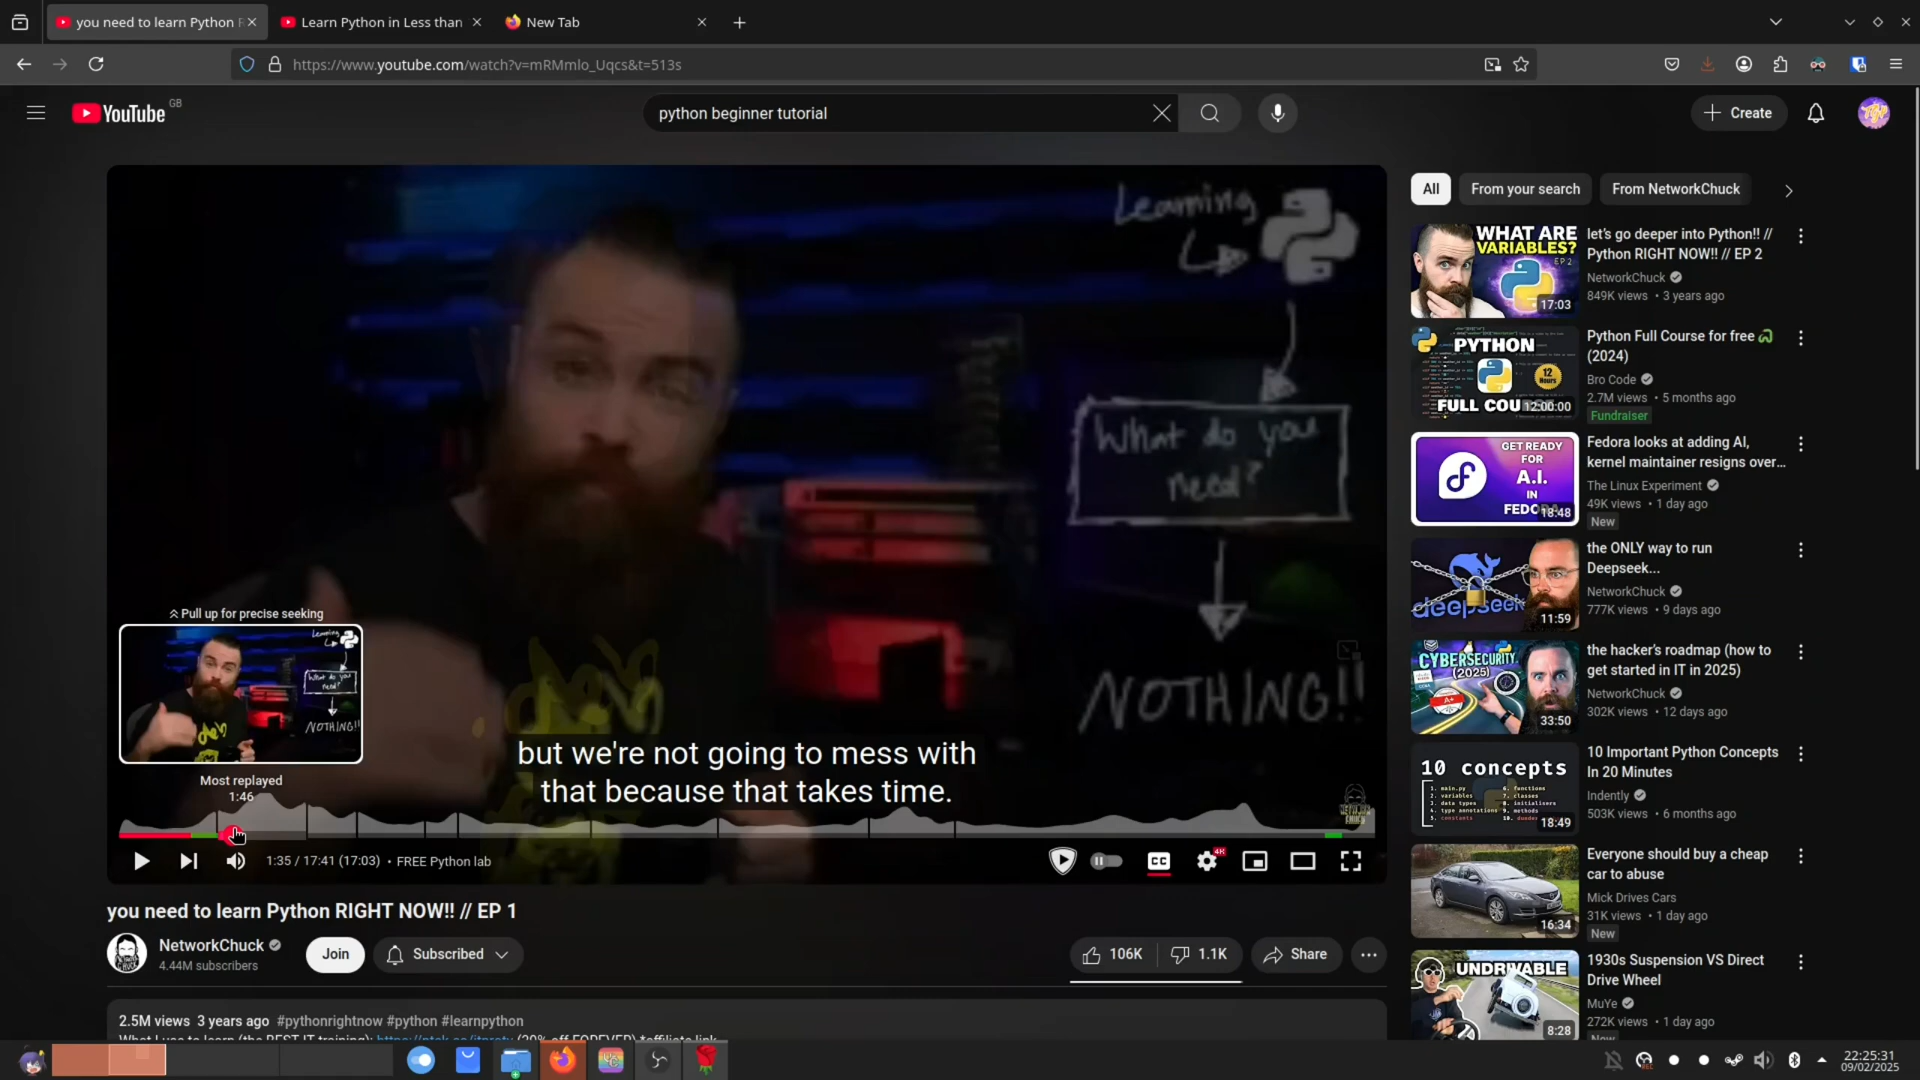 you need to learn Python R
Learn Python in Less than
New Tab
https://www.youtube.com/watch?v=mRMmlo_Uqcs&t=513s
YouTube GB
python beginner tutorial
Create
Learning
What do you
need?
NOTHING!!
Pull up for precise seeking
Learning
What do you
need?
NOTHING!!
Most replayed
1:46
but we're not going to mess with
that because that takes time.
1:35 / 17:41 (17:03) • FREE Python lab
CC
4K
you need to learn Python RIGHT NOW!! // EP 1
NetworkChuck
4.44M subscribers
Join
Subscribed
106K
1.1K
Share
2.5M views 3 years ago #pythonrightnow #python #learnpython
All
From your search
From NetworkChuck
WHAT ARE
VARIABLES?
EP 2
17:03
let's go deeper into Python!! //
Python RIGHT NOW!! // EP 2
NetworkChuck
849K views • 3 years ago
PYTHON
12
Hours
FULL COU
12:00:00
Python Full Course for free
(2024)
Bro Code
2.7M views • 5 months ago
Fundraiser
GET READY
FOR
A.I.
IN
FEDO
18:48
Fedora looks at adding AI,
kernel maintainer resigns over...
The Linux Experiment
49K views • 1 day ago
New
deepseek
11:59
the ONLY way to run
Deepseek...
NetworkChuck
777K views • 9 days ago
CYBERSECURITY
(2025)
33:50
the hacker's roadmap (how to
get started in IT in 2025)
NetworkChuck
302K views • 12 days ago
10 concepts
1. main.py
2. variables
3. data types
4. type annotations
5. constants
6. functions
7. classes
8. initialisers
9. methods
18:49
10 Important Python Concepts
In 20 Minutes
Indently
503K views • 6 months ago
16:34
Everyone should buy a cheap
car to abuse
Mick Drives Cars
31K views • 1 day ago
New
UNDRIVABLE
8:28
1930s Suspension VS Direct
Drive Wheel
MuYe
272K views • 1 day ago
22:25:31
09/02/2025